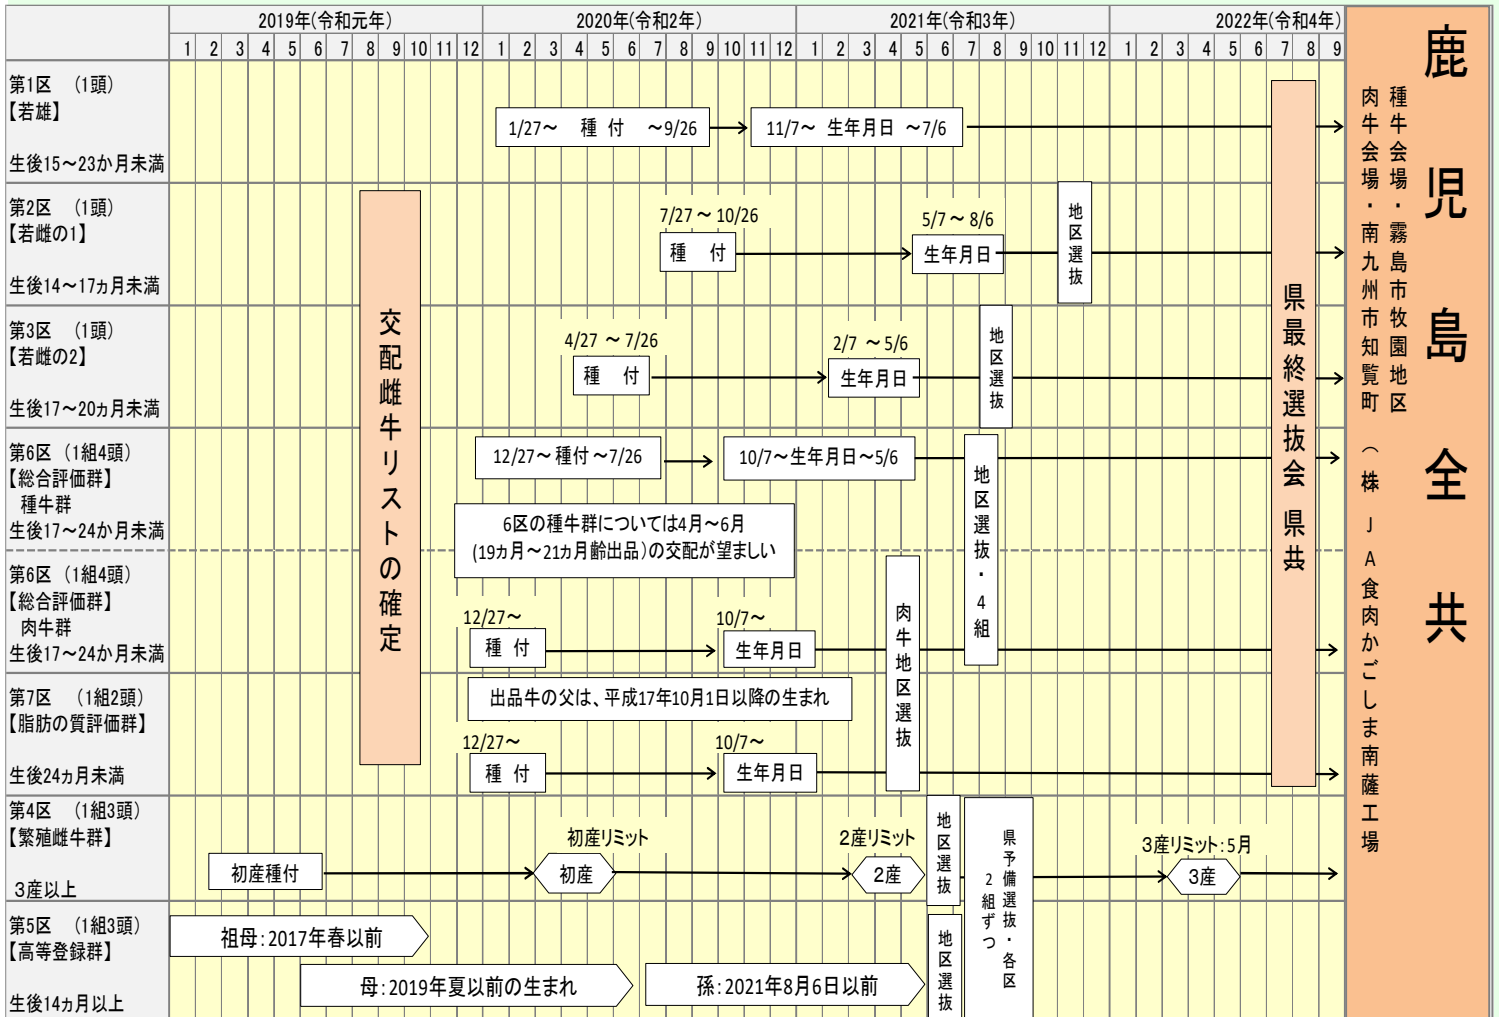 2019年(令和元年)
2020年(令和2年)
2021年(令和3年)
2022年(令和4年)
1 2 3 4 5 6 7 8 9 10 11 12 1 2 3 4 5 6 7 8 9 10 11 12 1 2 3 4 5 6 7 8 9 10 11 12 1 2 3 4 5 6 7 8 9
第1区 （1頭）
【若雄】
生後15～23か月未満
1/27～ 種 付 ～9/26
11/7～ 生年月日 ～7/6
第2区 （1頭）
【若雌の1】
生後14～17ヵ月未満
7/27～10/26
種 付
5/7～8/6
生年月日
地区選抜
第3区 （1頭）
【若雌の2】
生後17～20ヵ月未満
4/27～7/26
種 付
2/7～5/6
生年月日
地区選抜
第6区（1組4頭）
【総合評価群】
種牛群
生後17～24か月未満
12/27～種付～7/26
10/7～生年月日～5/6
6区の種牛群については4月～6月
(19ヵ月～21ヵ月齢出品)の交配が望ましい
地区選抜・4組
第6区（1組4頭）
【総合評価群】
肉牛群
生後17～24か月未満
12/27～
種 付
10/7～
生年月日
肉牛地区選抜
第7区 （1組2頭）
【脂肪の質評価群】
生後24ヵ月未満
出品牛の父は、平成17年10月1日以降の生まれ
12/27～
種 付
10/7～
生年月日
交配雌牛リストの確定
県最終選抜会 県共
第4区 （1組3頭）
【繁殖雌牛群】
3産以上
初産種付
初産リミット
初産
2産リミット
2産
地区選抜
県予備選抜・各区
2組ずつ
3産リミット：5月
3産
第5区 （1組3頭）
【高等登録群】
生後14ヵ月以上
祖母：2017年春以前
母：2019年夏以前の生まれ
孫：2021年8月6日以前
地区選抜
鹿児島全共
種牛会場・霧島市牧園地区
肉牛会場・南九州市知覧町 （株 JA食肉かごしま南薩工場